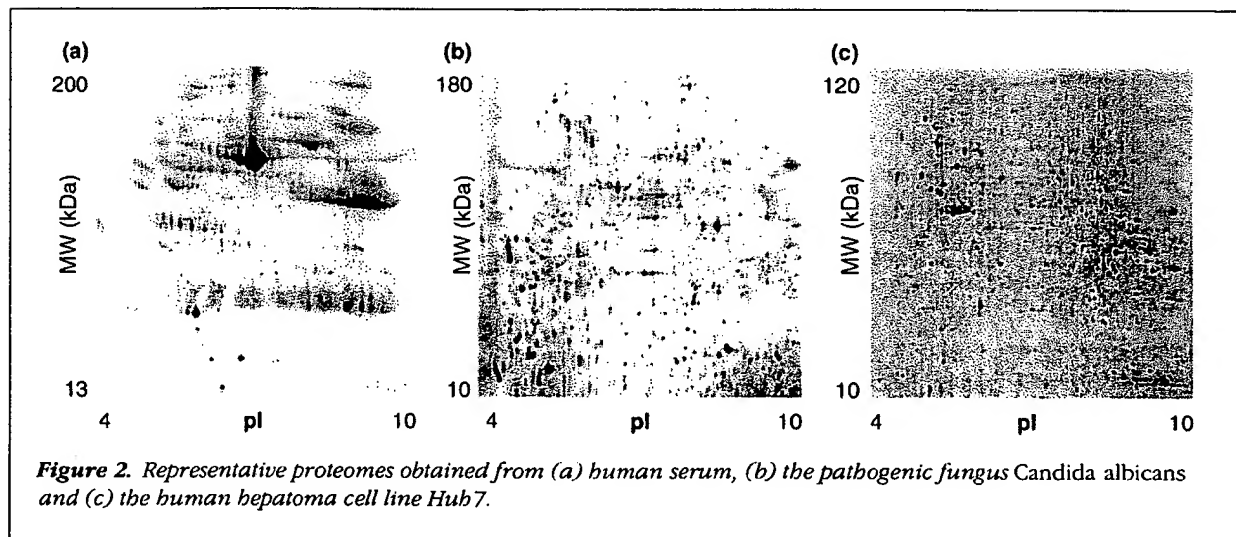 (a)
(b)
(c)
200
180
120
MW (kDa)
MW (kDa)
MW (kDa)
13
10
10
4 pI 10
4 pI 10
4 pI 10
Figure 2. Representative proteomes obtained from (a) human serum, (b) the pathogenic fungus Candida albicans
and (c) the human hepatoma cell line Huh7.